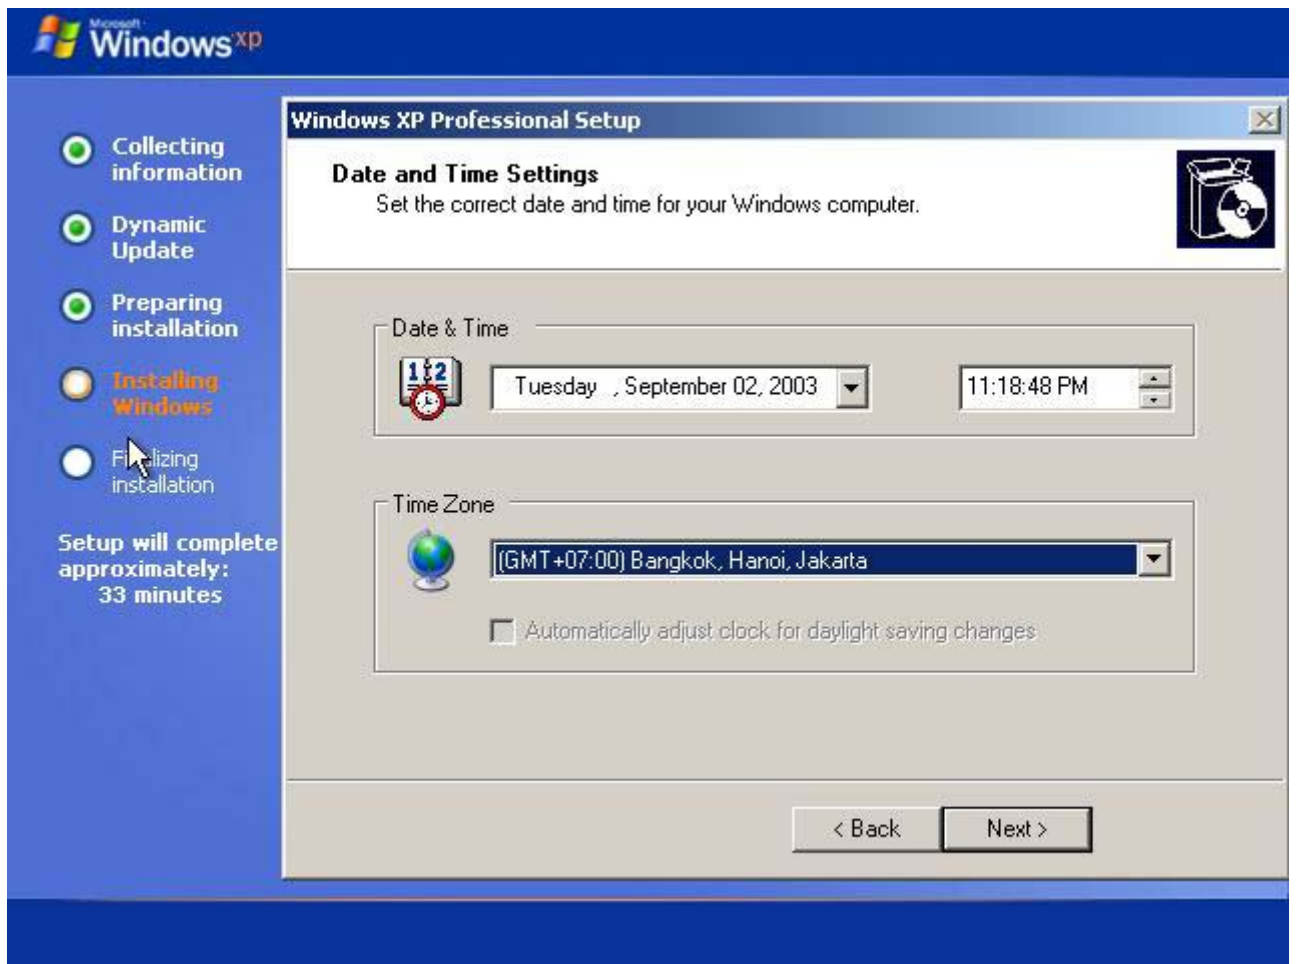 Microsoft
Windows xp
Collecting
information
Dynamic
Update
Preparing
installation
Installing
Windows
Finalizing
installation
Setup will complete
approximately:
33 minutes
Windows XP Professional Setup
Date and Time Settings
Set the correct date and time for your Windows computer.
Date & Time
12
Tuesday , September 02, 2003
11:18:48 PM
Time Zone
(GMT+07:00) Bangkok, Hanoi, Jakarta
Automatically adjust clock for daylight saving changes
< Back
Next >